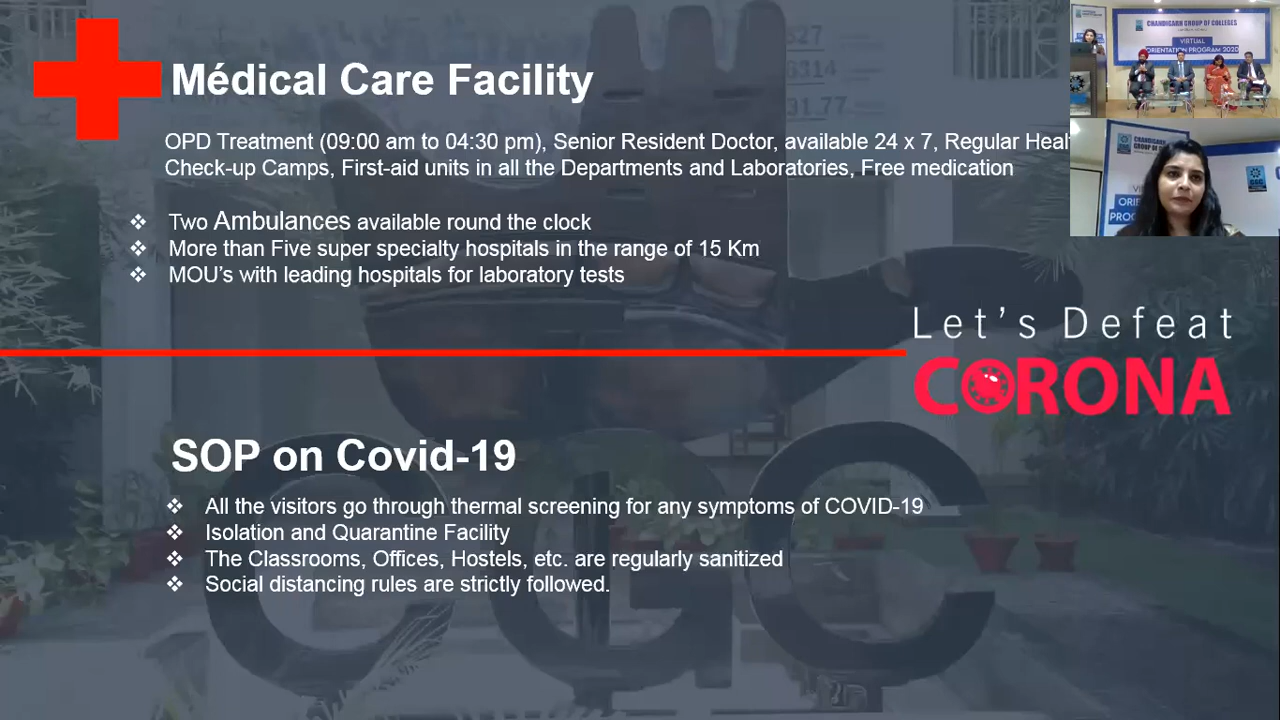 Médical Care Facility
OPD Treatment (09:00 am to 04:30 pm), Senior Resident Doctor, available 24 x 7, Regular Heal
Check-up Camps, First-aid units in all the Departments and Laboratories, Free medication
❖ Two Ambulances available round the clock
❖ More than Five super specialty hospitals in the range of 15 Km
❖ MOU's with leading hospitals for laboratory tests
Let's Defeat
CORONA
SOP on Covid-19
❖ All the visitors go through thermal screening for any symptoms of COVID-19
❖ Isolation and Quarantine Facility
❖ The Classrooms, Offices, Hostels, etc. are regularly sanitized
❖ Social distancing rules are strictly followed.
CGC
CHANDIGARH GROUP OF COLLEGES
VIRTUAL
ORIENTATION PROGRAM 2020